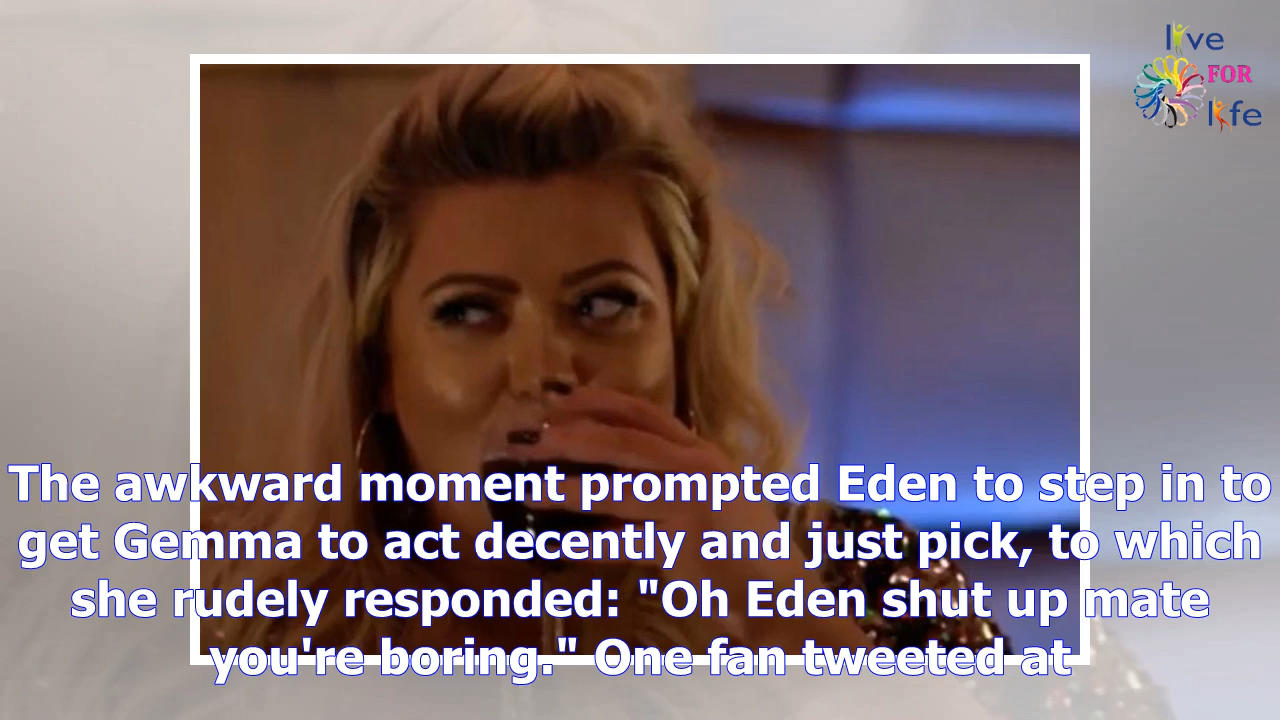 live
FOR
life
The awkward moment prompted Eden to step in to
get Gemma to act decently and just pick, to which
she rudely responded: "Oh Eden shut up mate
you're boring." One fan tweeted at